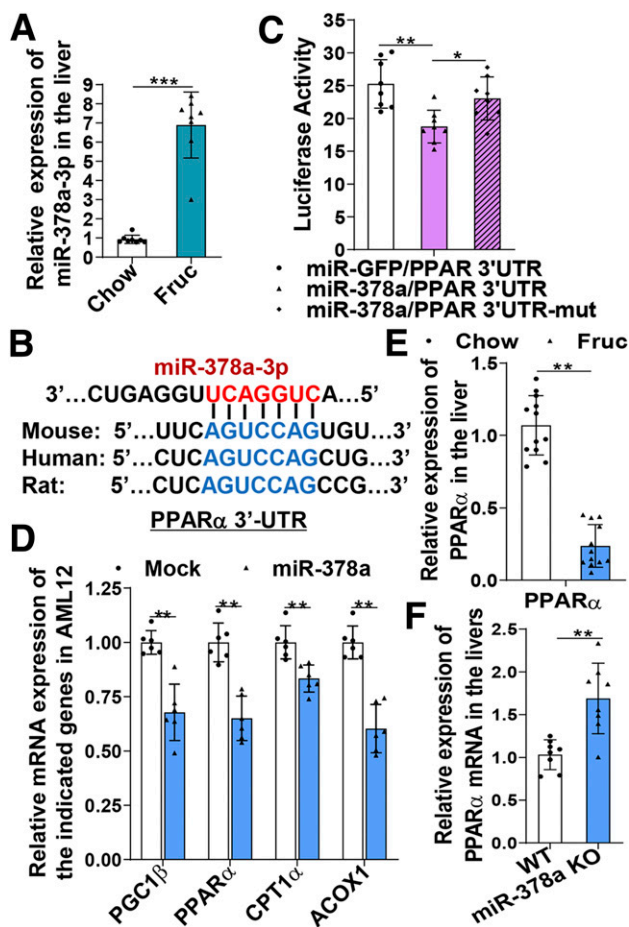 A
Relative expression of
miR-378a-3p in the liver
9
8
7
6
5
4
3
2
1
0
***
Chow
Fruc
C
Luciferase Activity
35
30
25
20
15
10
5
0
**
*
miR-GFP/PPAR 3'UTR
miR-378a/PPAR 3'UTR
miR-378a/PPAR 3'UTR-mut
B
miR-378a-3p
3'...CUGAGGUUCAGGUCA...5'
Mouse: 5'...UUCAGUCCAGUGU...3'
Human: 5'...CUCAGUCCAGCUG...3'
Rat: 5'...CUCAGUCCAGCCG...3'
PPARα 3'-UTR
D
Mock
miR-378a
Relative mRNA expression of
the indicated genes in AML12
1.25
1.00
0.75
0.50
0.25
0.00
**
**
**
**
PGC1β
PPARα
CPT1α
ACOX1
E
Chow
Fruc
Relative expression of
PPARα in the liver
1.5
1.0
0.5
0.0
**
PPARα
F
Relative expression of
PPARα mRNA in the livers
2.5
2.0
1.5
1.0
0.5
0.0
**
WT
miR-378a KO